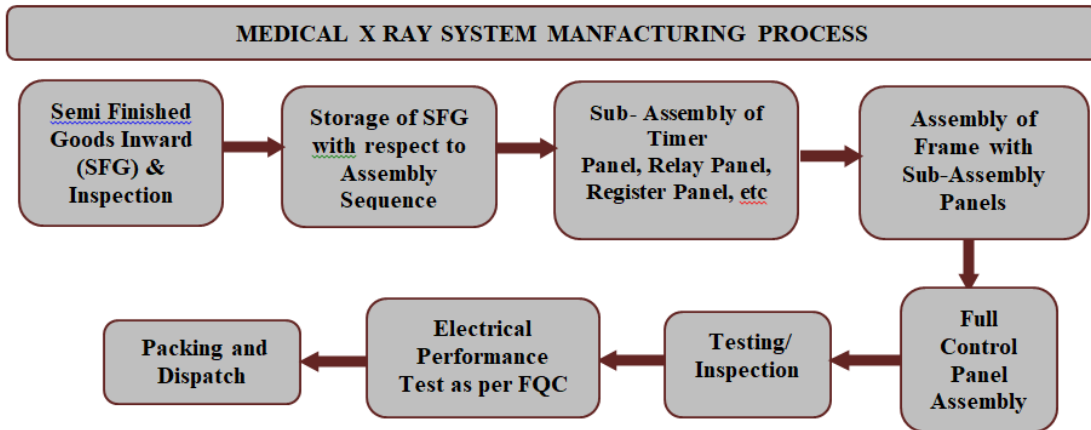 MEDICAL X RAY SYSTEM MANFACTURING PROCESS
Semi Finished
Goods Inward
(SFG) &
Inspection
Storage of SFG
with respect to
Assembly
Sequence
Sub- Assembly of
Timer
Panel, Relay Panel,
Register Panel, etc
Assembly of
Frame with
Sub-Assembly
Panels
Full
Control
Panel
Assembly
Testing/
Inspection
Electrical
Performance
Test as per FQC
Packing and
Dispatch